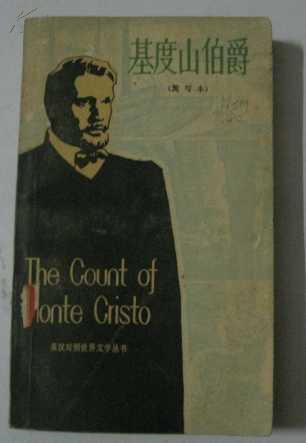 基度山伯爵
(简写本)
The Count of
Monte Cristo
英汉对照世界文学丛书